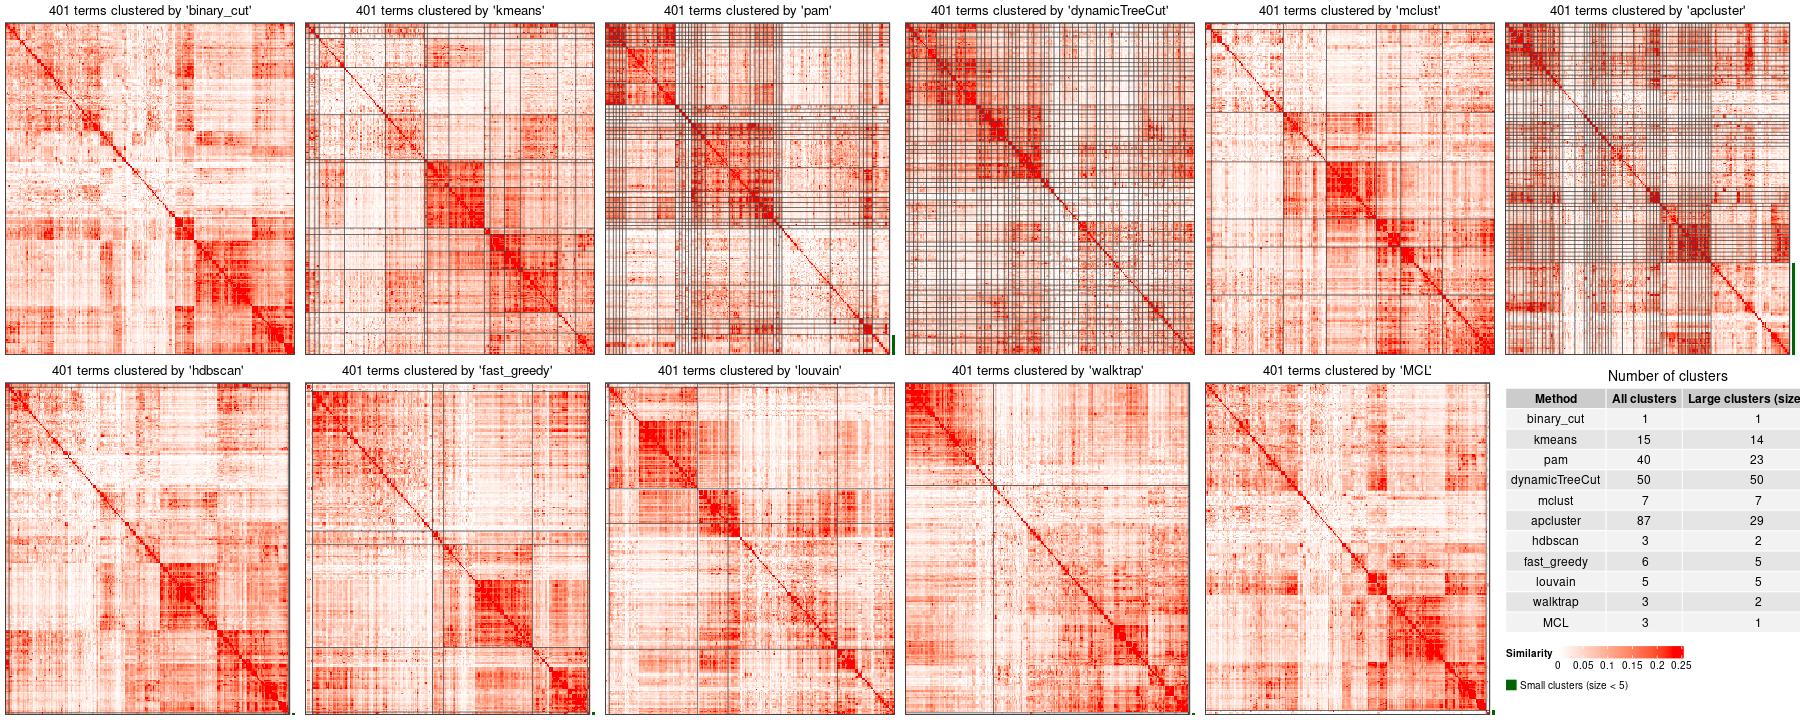 401 terms clustered by 'binary_cut'
401 terms clustered by 'kmeans'
401 terms clustered by 'pam'
401 terms clustered by 'dynamicTreeCut'
401 terms clustered by 'mclust'
401 terms clustered by 'apcluster'
401 terms clustered by 'hdbscan'
401 terms clustered by 'fast_greedy'
401 terms clustered by 'louvain'
401 terms clustered by 'walktrap'
401 terms clustered by 'MCL'
Number of clusters
Method All clusters Large clusters (size
binary_cut 1 1
kmeans 15 14
pam 40 23
dynamicTreeCut 50 50
mclust 7 7
apcluster 87 29
hdbscan 3 2
fast_greedy 6 5
louvain 5 5
walktrap 3 2
MCL 3 1
Similarity
0 0.05 0.1 0.15 0.2 0.25
Small clusters (size < 5)